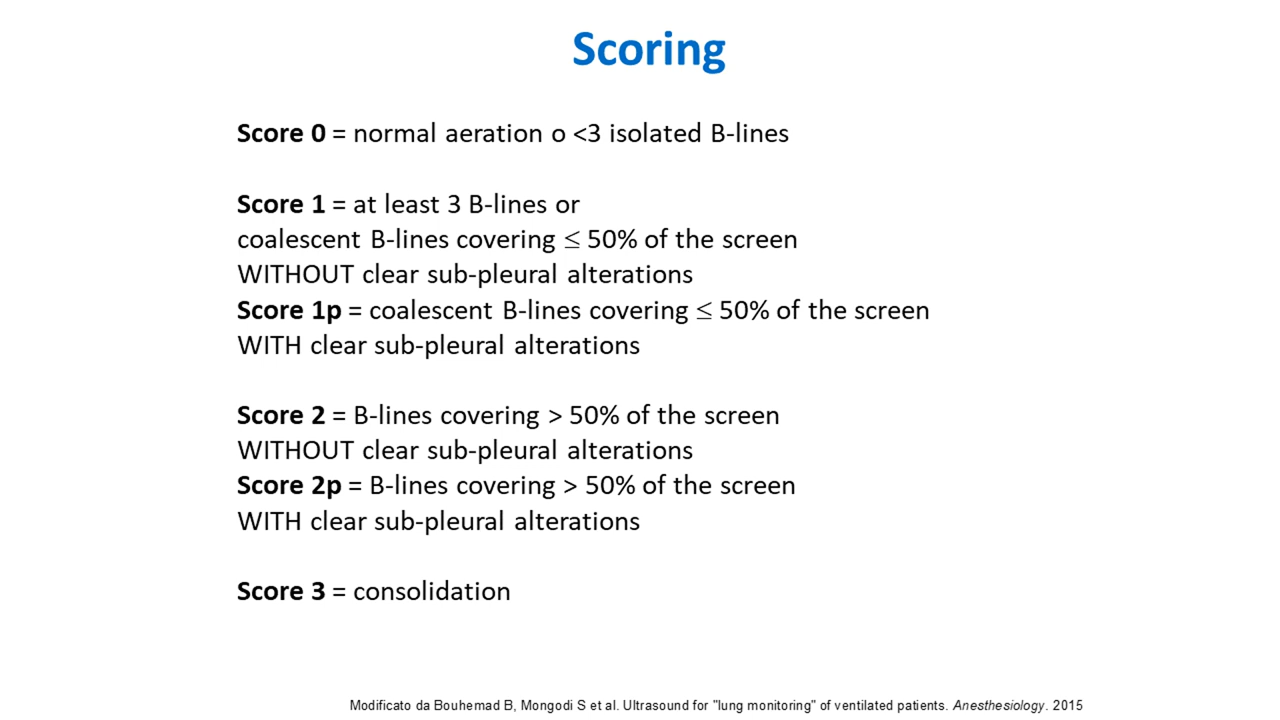 Scoring
Score 0 = normal aeration o <3 isolated B-lines
Score 1 = at least 3 B-lines or
coalescent B-lines covering ≤ 50% of the screen
WITHOUT clear sub-pleural alterations
Score 1p = coalescent B-lines covering ≤ 50% of the screen
WITH clear sub-pleural alterations
Score 2 = B-lines covering > 50% of the screen
WITHOUT clear sub-pleural alterations
Score 2p = B-lines covering > 50% of the screen
WITH clear sub-pleural alterations
Score 3 = consolidation
Modificato da Bouhemad B, Mongodi S et al. Ultrasound for "lung monitoring" of ventilated patients. Anesthesiology. 2015